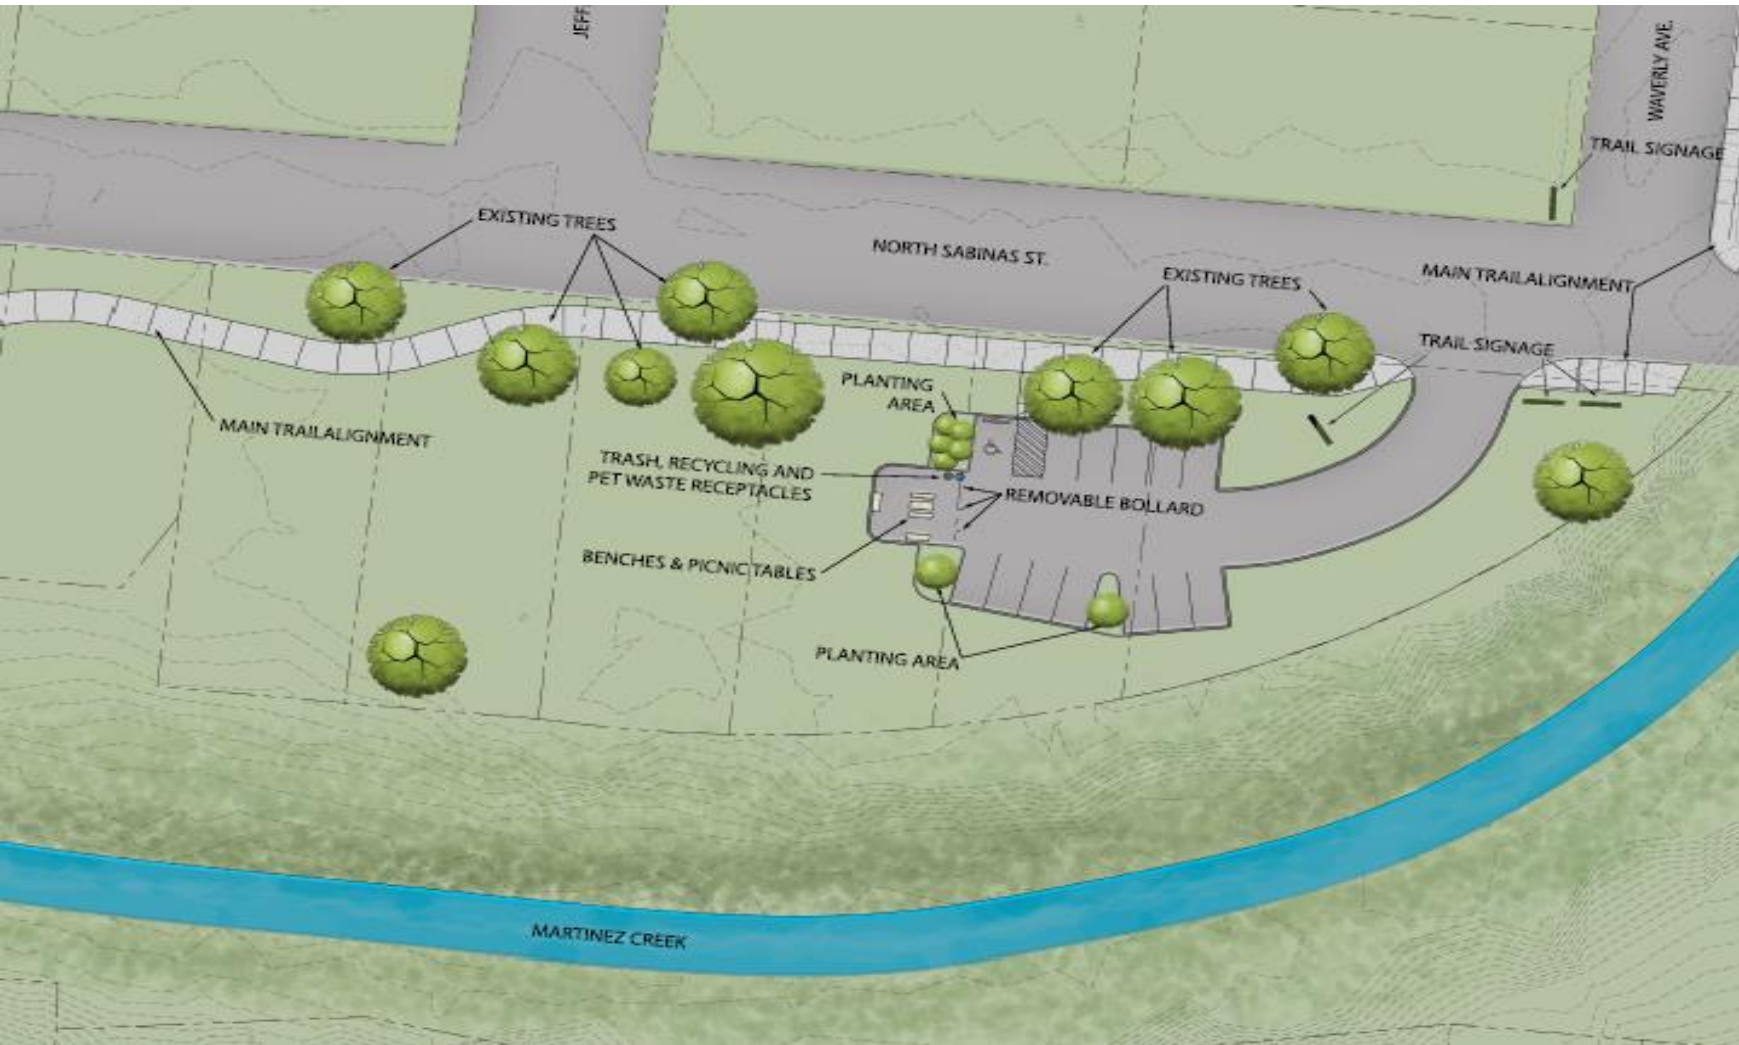 JEFF
WAVERLY AVE.
TRAIL SIGNAGE
EXISTING TREES
NORTH SABINAS ST.
EXISTING TREES
MAIN TRAILALIGNMENT
TRAIL SIGNAGE
PLANTING
AREA
MAIN TRAILALIGNMENT
TRASH, RECYCLING AND
PET WASTE RECEPTACLES
REMOVABLE BOLLARD
BENCHES & PICNIC TABLES
PLANTING AREA
MARTINEZ CREEK